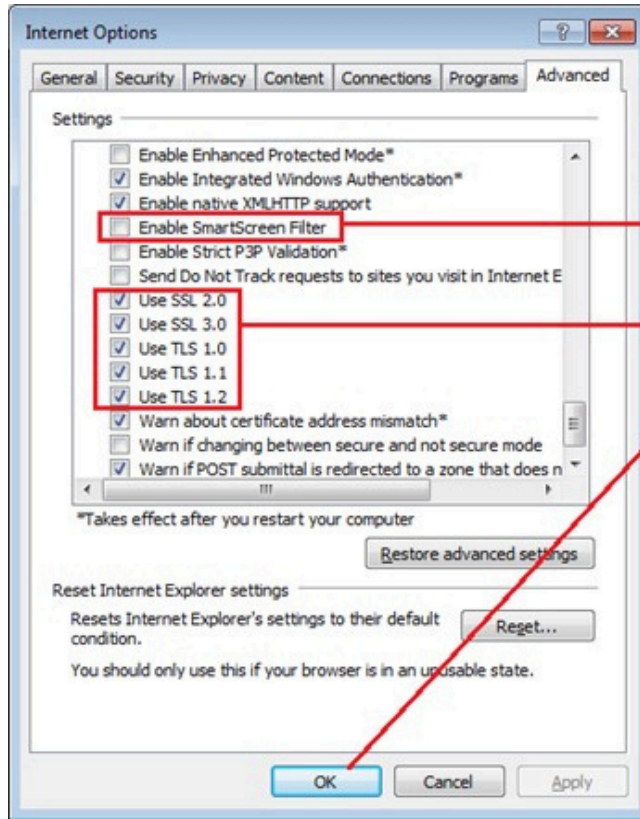 Internet Options
General Security Privacy Content Connections Programs Advanced
Settings
Enable Enhanced Protected Mode*
Enable Integrated Windows Authentication*
Enable native XMLHTTP support
Enable SmartScreen Filter
Enable Strict P3P Validation*
Send Do Not Track requests to sites you visit in Internet E
Use SSL 2.0
Use SSL 3.0
Use TLS 1.0
Use TLS 1.1
Use TLS 1.2
Warn about certificate address mismatch*
Warn if changing between secure and not secure mode
Warn if POST submittal is redirected to a zone that does n
*Takes effect after you restart your computer
Restore advanced settings
Reset Internet Explorer settings
Resets Internet Explorer's settings to their default
condition.
Reset...
You should only use this if your browser is in an unusable state.
OK Cancel Apply